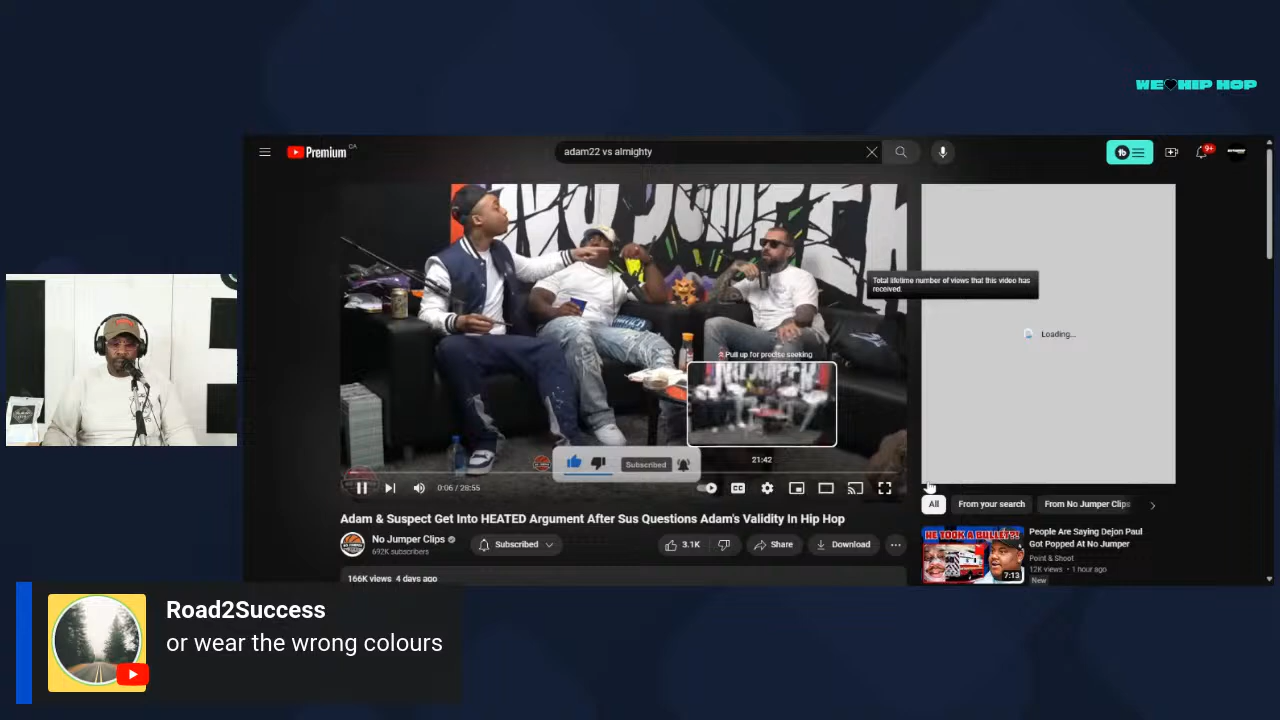 WE HIP HOP
Premium
CA
adam22 vs almighty
9+
Total lifetime number of views that this video has
received.
Loading...
Pull up for precise seeking
21:42
Subscribed
0:06 / 28:55
CC
Adam & Suspect Get Into HEATED Argument After Sus Questions Adam's Validity In Hip Hop
No Jumper Clips
692K subscribers
Subscribed
3.1K
Share
Download
166K views 4 days ago
All
From your search
From No Jumper Clips
HE TOOK A BULLET?!
7:13
People Are Saying Dejon Paul
Got Popped At No Jumper
Point & Shoot
12K views • 1 hour ago
New
Road2Success
or wear the wrong colours